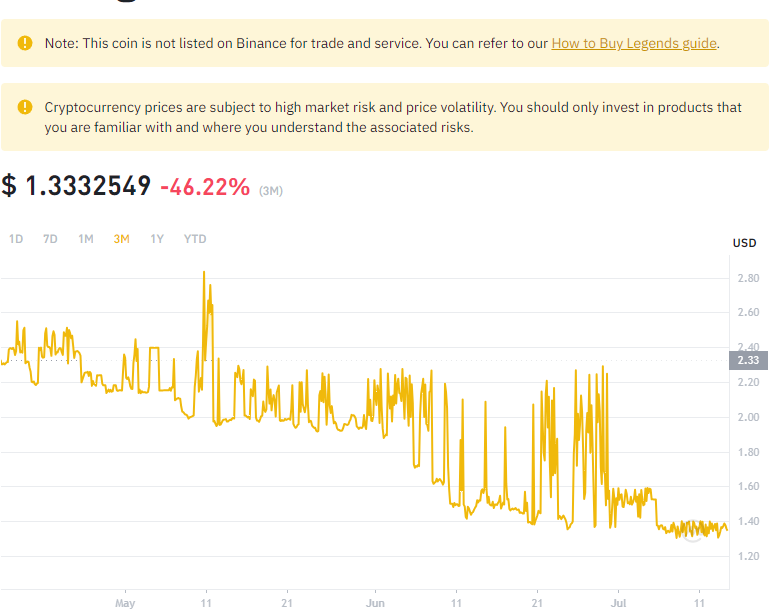 Note: This coin is not listed on Binance for trade and service. You can refer to our How to Buy Legends guide.
Cryptocurrency prices are subject to high market risk and price volatility. You should only invest in products that
you are familiar with and where you understand the associated risks.
$ 1.3332549 -46.22% (3M)
1D 7D 1M 3M 1Y YTD
USD
2.80
2.60
2.40
2.33
2.20
2.00
1.80
1.60
1.40
1.20
May 11 21 Jun 11 21 Jul 11